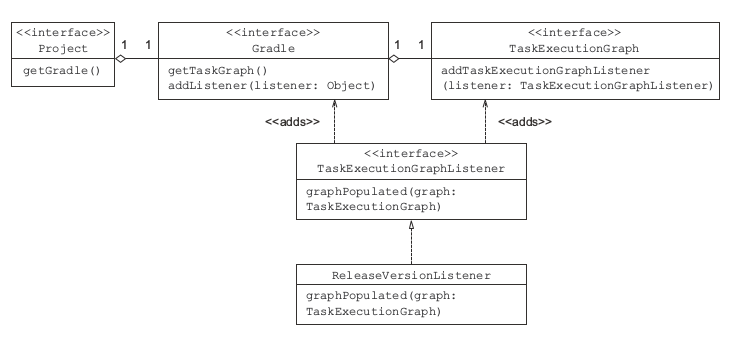 <<interface>>
Project
getGradle()
1
1
<<interface>>
Gradle
getTaskGraph()
addListener(listener: Object)
1
1
<<interface>>
TaskExecutionGraph
addTaskExecutionGraphListener
(listener: TaskExecutionGraphListener)
<<adds>>
<<adds>>
<<interface>>
TaskExecutionGraphListener
graphPopulated(graph:
TaskExecutionGraph)
ReleaseVersionListener
graphPopulated(graph:
TaskExecutionGraph)